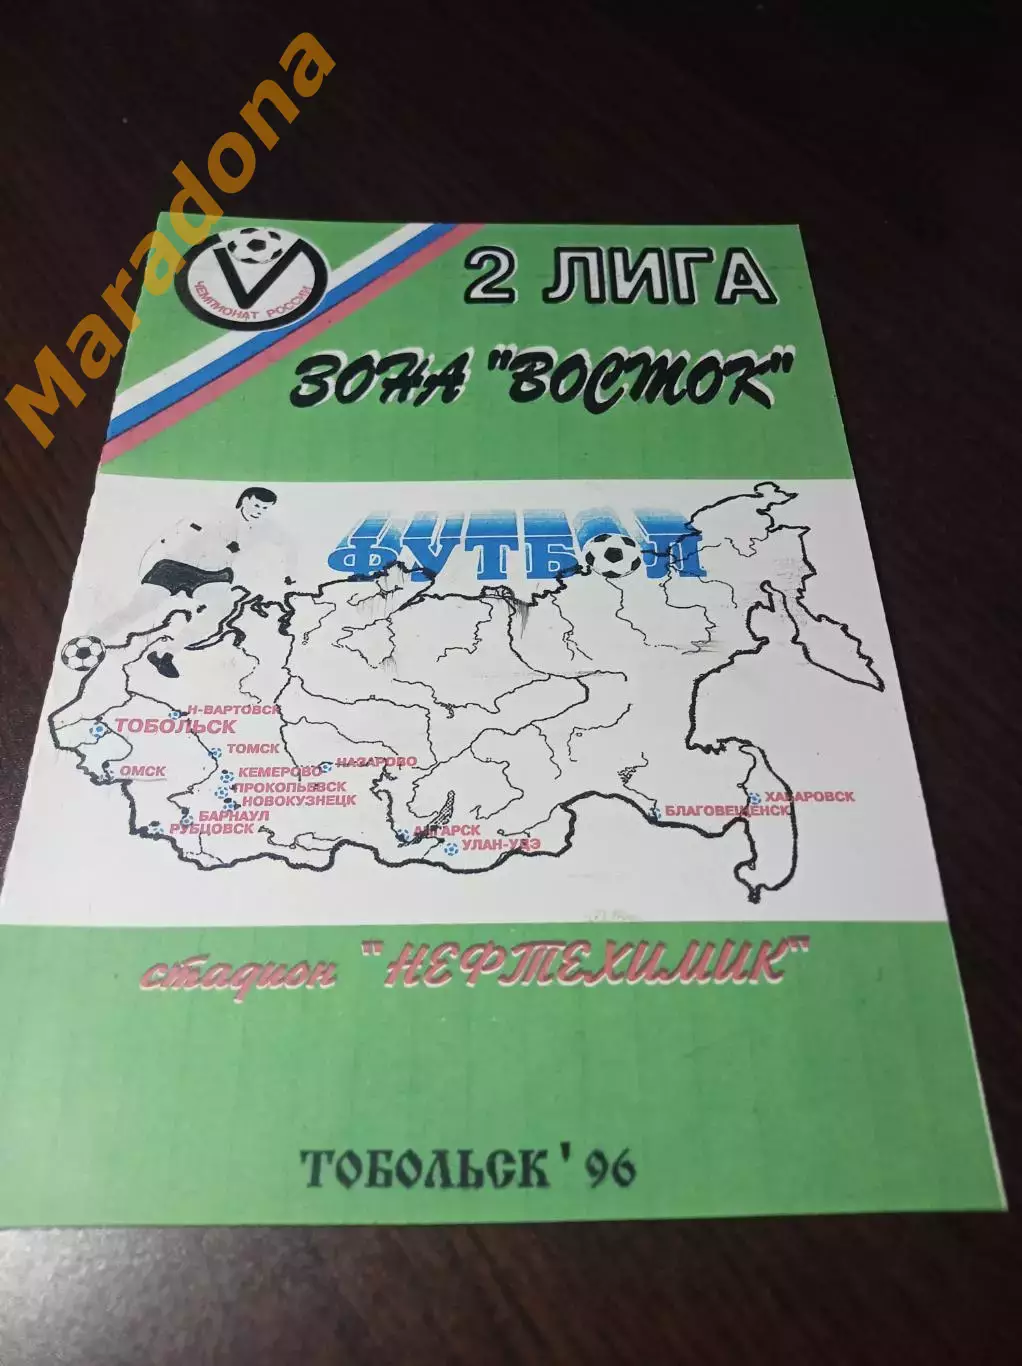 Maradona
V
ЧЕМПИОНАТ РОССИИ
2 ЛИГА
ЗОНА "ВОСТОК"
ФУТБОЛ
Н-ВАРТОВСК
ТОБОЛЬСК
ТОМСК
НАЗАРОВО
ОМСК
КЕМЕРОВО
ПРОКОПЬЕВСК
НОВОКУЗНЕЦК
ХАБАРОВСК
БЛАГОВЕЩЕНСК
БАРНАУЛ
РУБЦОВСК
АНГАРСК
УЛАН-УДЭ
стадион "НЕФТЕХИМИК"
ТОБОЛЬСК '96